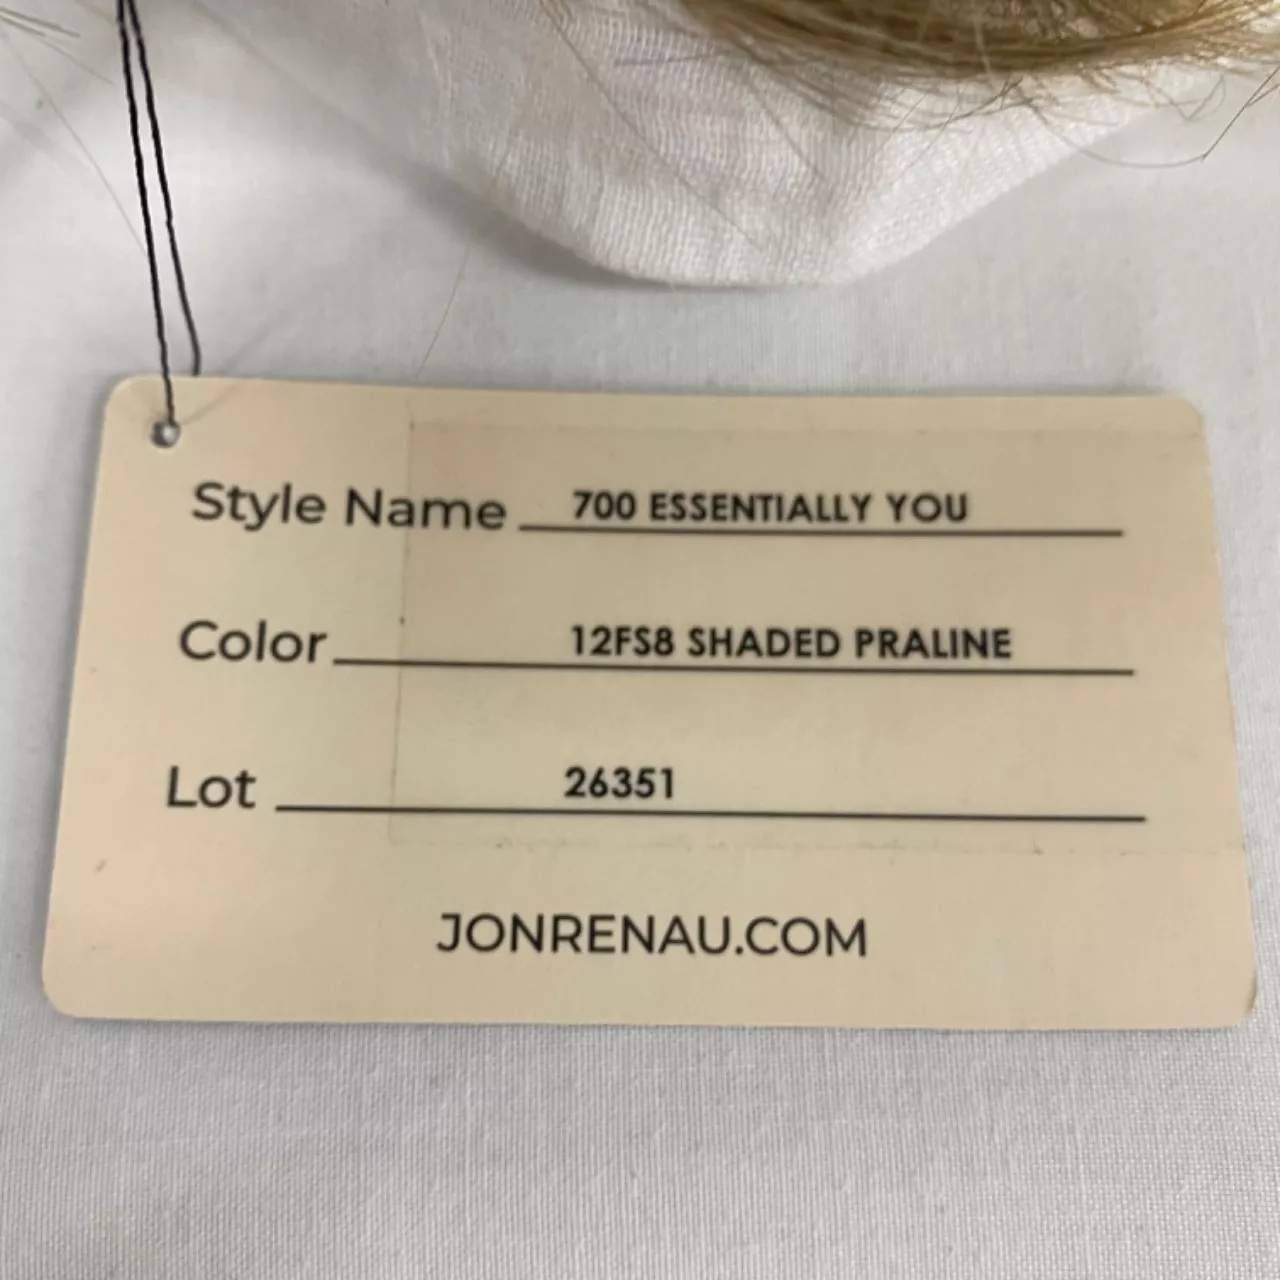 Style Name 700 ESSENTIALLY YOU
Color 12FS8 SHADED PRALINE
Lot 26351
JONRENAU.COM